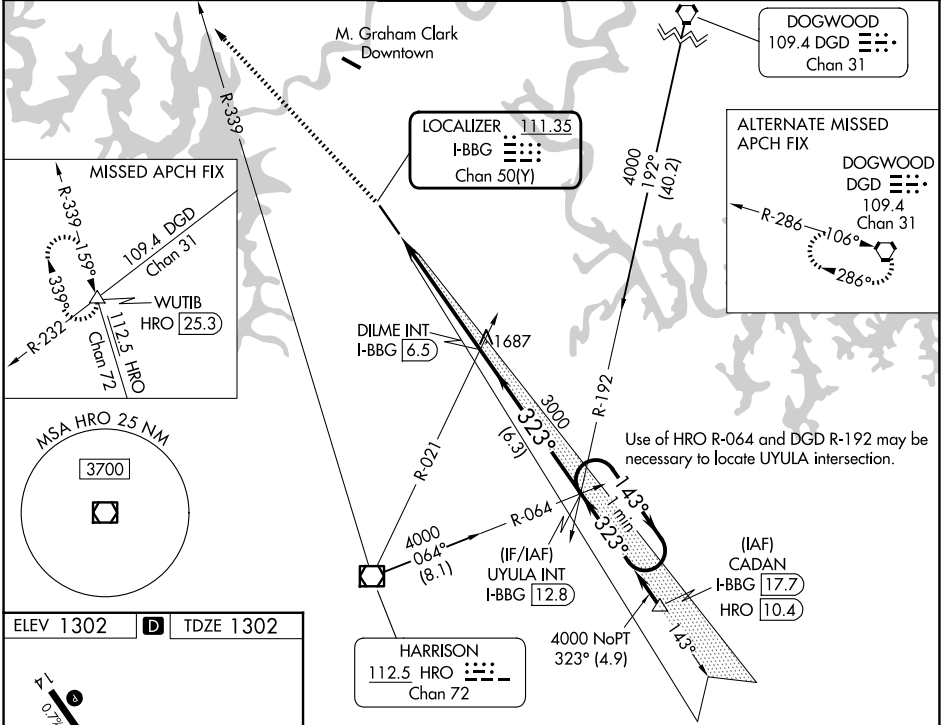 M. Graham Clark
Downtown
DOGWOOD
109.4 DGD
Chan 31
R-339
LOCALIZER 111.35
I-BBG
Chan 50(Y)
4000
192°
(40.2)
ALTERNATE MISSED
APCH FIX
DOGWOOD
DGD
109.4
Chan 31
R-286
106°
286°
MISSED APCH FIX
R-339
159°
339°
109.4 DGD
Chan 31
WUTIB
HRO 25.3
R-232
112.5 HRO
Chan 72
DILME INT
I-BBG 6.5
1687
3000
323°
(6.3)
R-192
R-021
Use of HRO R-064 and DGD R-192 may be
necessary to locate UYULA intersection.
MSA HRO 25 NM
3700
143°
1 min
323°
R-064
4000
064°
(8.1)
(IF/IAF)
UYULA INT
I-BBG 12.8
(IAF)
CADAN
I-BBG 17.7
HRO 10.4
4000 NoPT
323° (4.9)
143°
HARRISON
112.5 HRO
Chan 72
ELEV 1302
D
TDZE 1302
14
P
0.7%